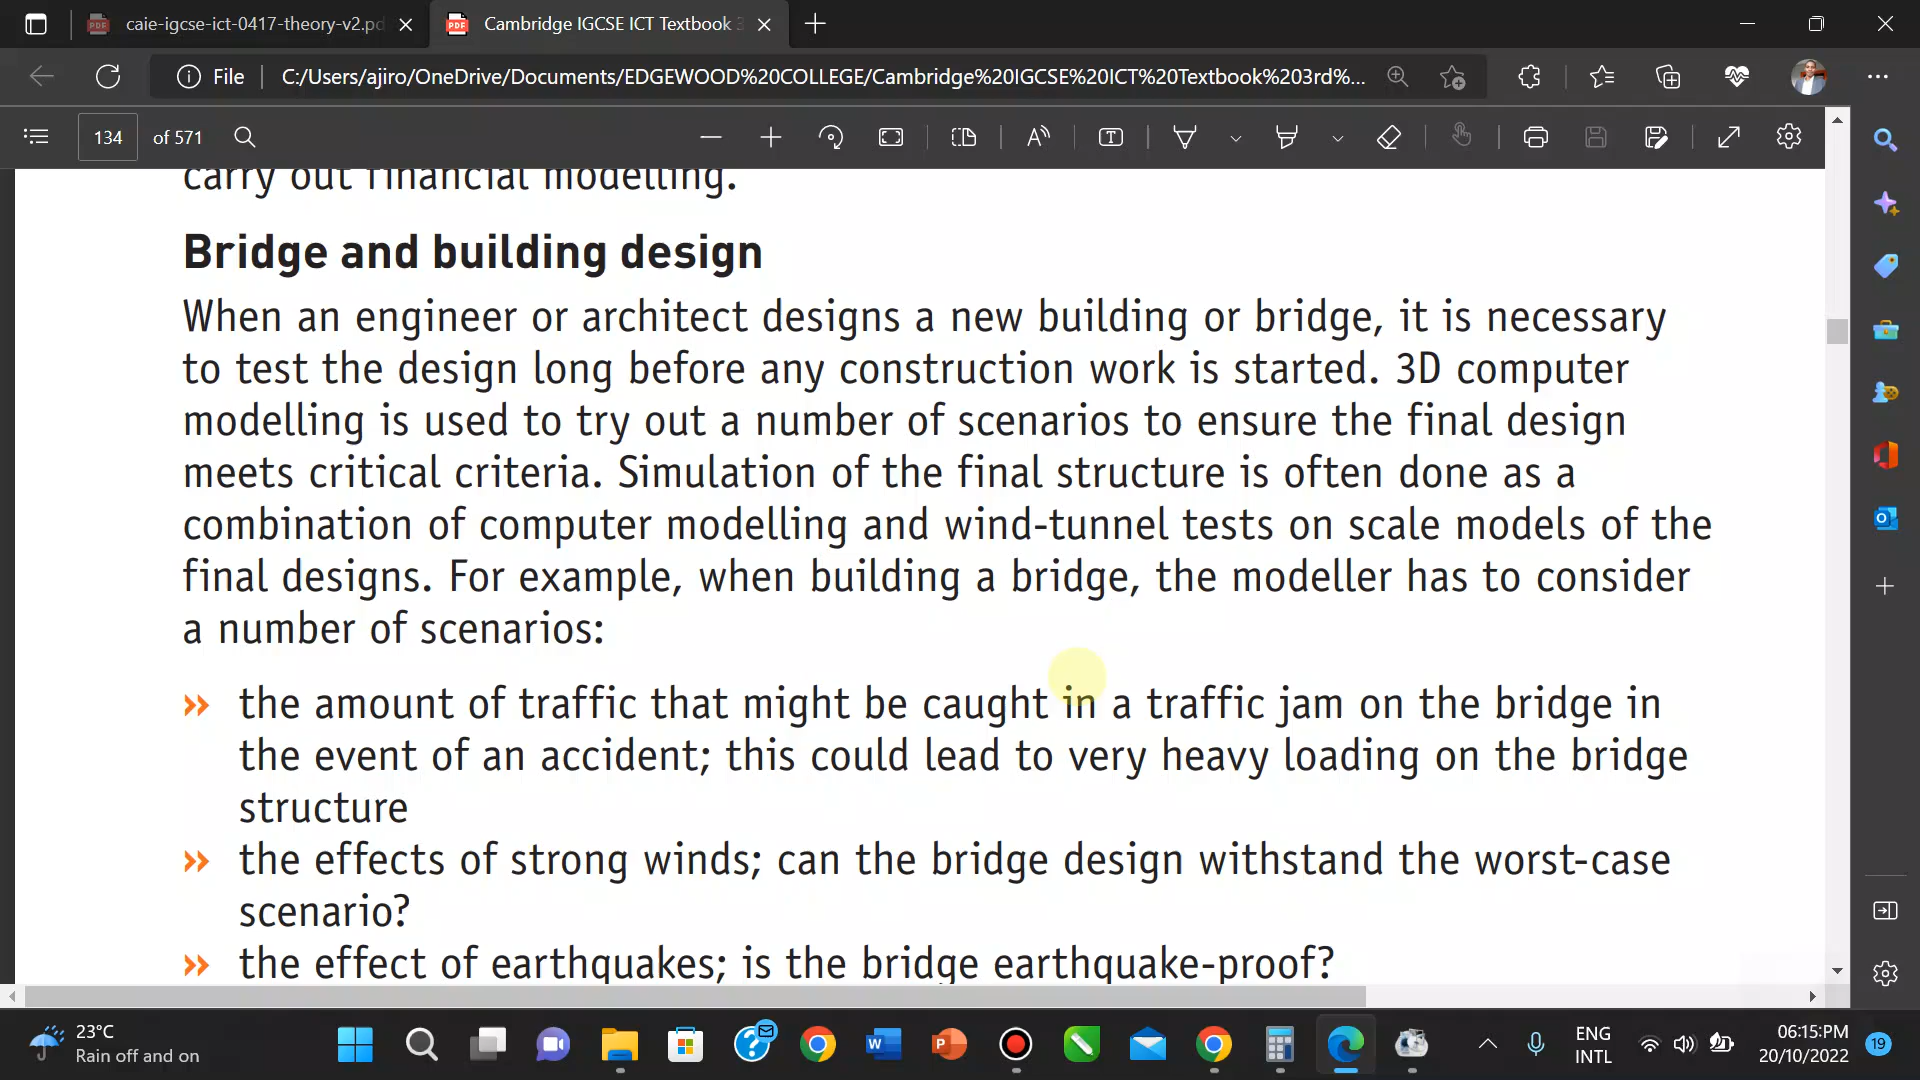 caie-igcse-ict-0417-theory-v2.pd
Cambridge IGCSE ICT Textbook 3
File
C:/Users/ajiro/OneDrive/Documents/EDGEWOOD%20COLLEGE/Cambridge%20IGCSE%20ICT%20Textbook%203rd%...
134 of 571
carry out financial modelling.
Bridge and building design
When an engineer or architect designs a new building or bridge, it is necessary
to test the design long before any construction work is started. 3D computer
modelling is used to try out a number of scenarios to ensure the final design
meets critical criteria. Simulation of the final structure is often done as a
combination of computer modelling and wind-tunnel tests on scale models of the
final designs. For example, when building a bridge, the modeller has to consider
a number of scenarios:
» the amount of traffic that might be caught in a traffic jam on the bridge in
the event of an accident; this could lead to very heavy loading on the bridge
structure
» the effects of strong winds; can the bridge design withstand the worst-case
scenario?
» the effect of earthquakes; is the bridge earthquake-proof?
23°C
Rain off and on
ENG
INTL
06:15:PM
20/10/2022
19